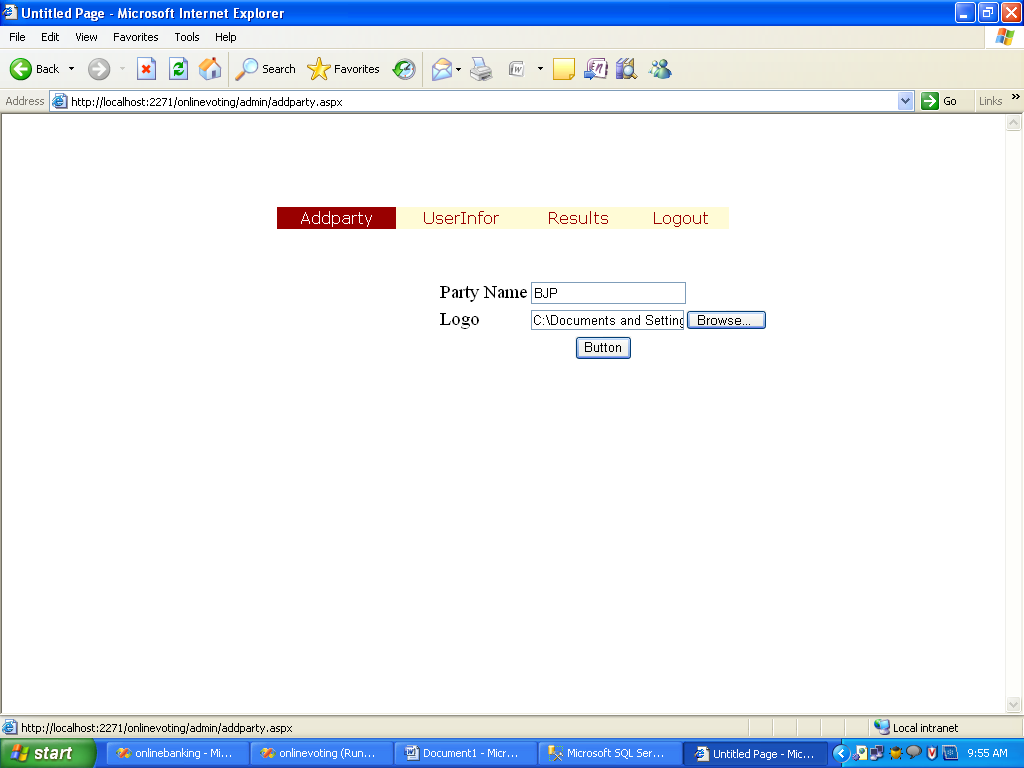 Untitled Page - Microsoft Internet Explorer
File Edit View Favorites Tools Help
Back Search Favorites
Address http://localhost:2271/onlinevoting/admin/addparty.aspx Go Links »
Addparty UserInfor Results Logout
Party Name BJP
Logo C:\Documents and Setting Browse...
Button
http://localhost:2271/onlinevoting/admin/addparty.aspx Local intranet
start onlinebanking - Mi... onlinevoting (Run... Document1 - Micr... Microsoft SQL Ser... Untitled Page - Mic... 9:55 AM